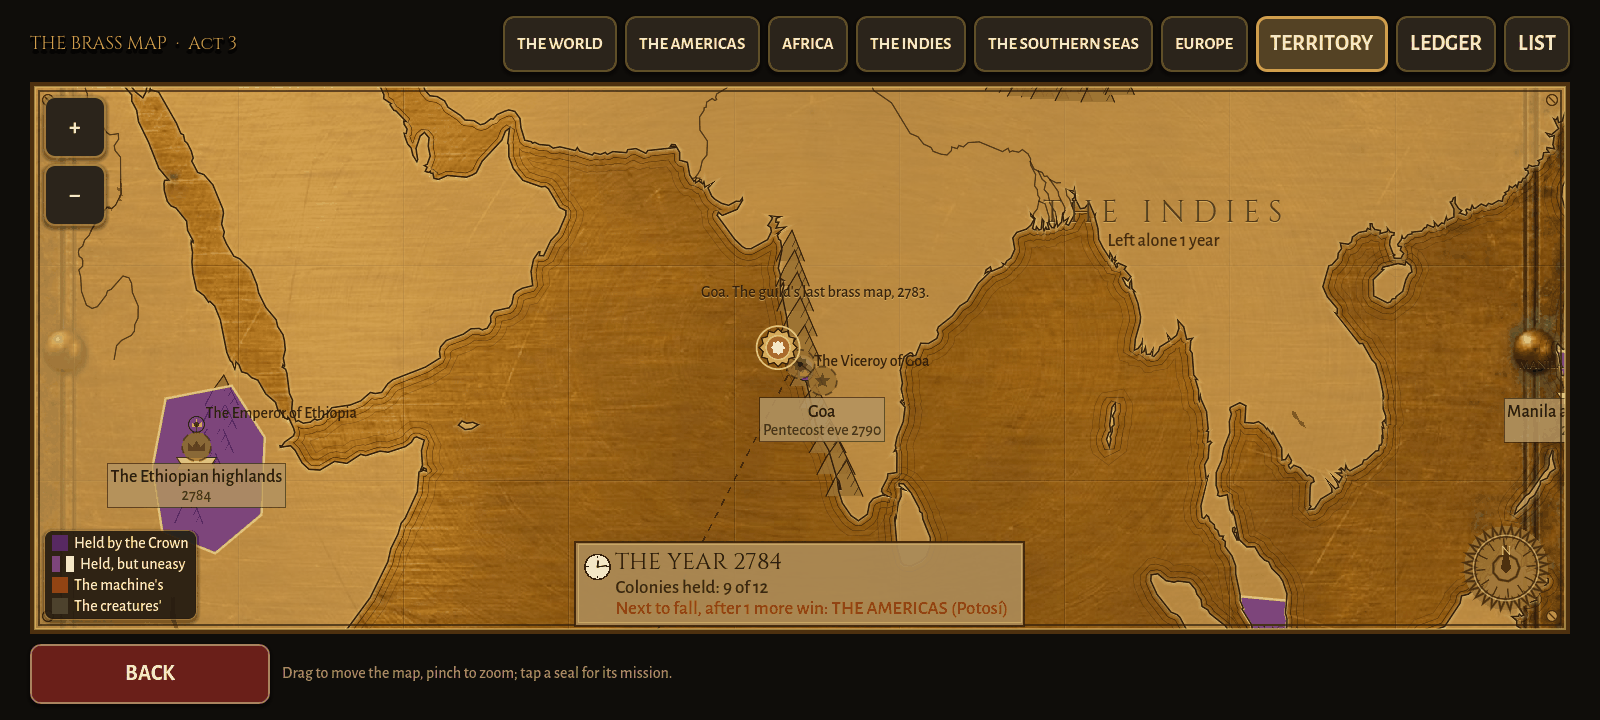 THE BRASS MAP · ACT 3
THE WORLD
THE AMERICAS
AFRICA
THE INDIES
THE SOUTHERN SEAS
EUROPE
TERRITORY
LEDGER
LIST
+
−
THE INDIES
Left alone 1 year
Goa. The guild's last brass map, 2783.
The Viceroy of Goa
Goa
Pentecost eve 2790
The Emperor of Ethiopia
The Ethiopian highlands
2784
Manila
Held by the Crown
Held, but uneasy
The machine's
The creatures'
THE YEAR 2784
Colonies held: 9 of 12
Next to fall, after 1 more win: THE AMERICAS (Potosí)
N
BACK
Drag to move the map, pinch to zoom; tap a seal for its mission.